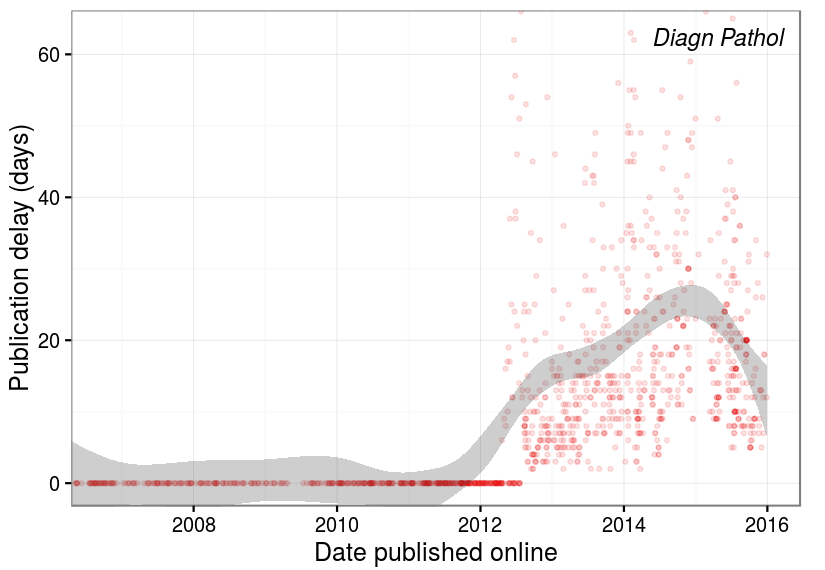 Diagn Pathol
Publication delay (days)
60
40
20
0
2008 2010 2012 2014 2016
Date published online